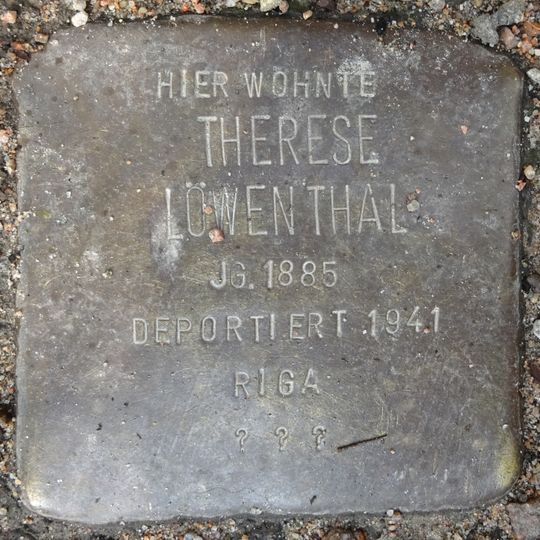 HIER WOHNTE
THERESE
LÖWENTHAL
JG. 1885
DEPORTIERT 1941
RIGA
? ? ?